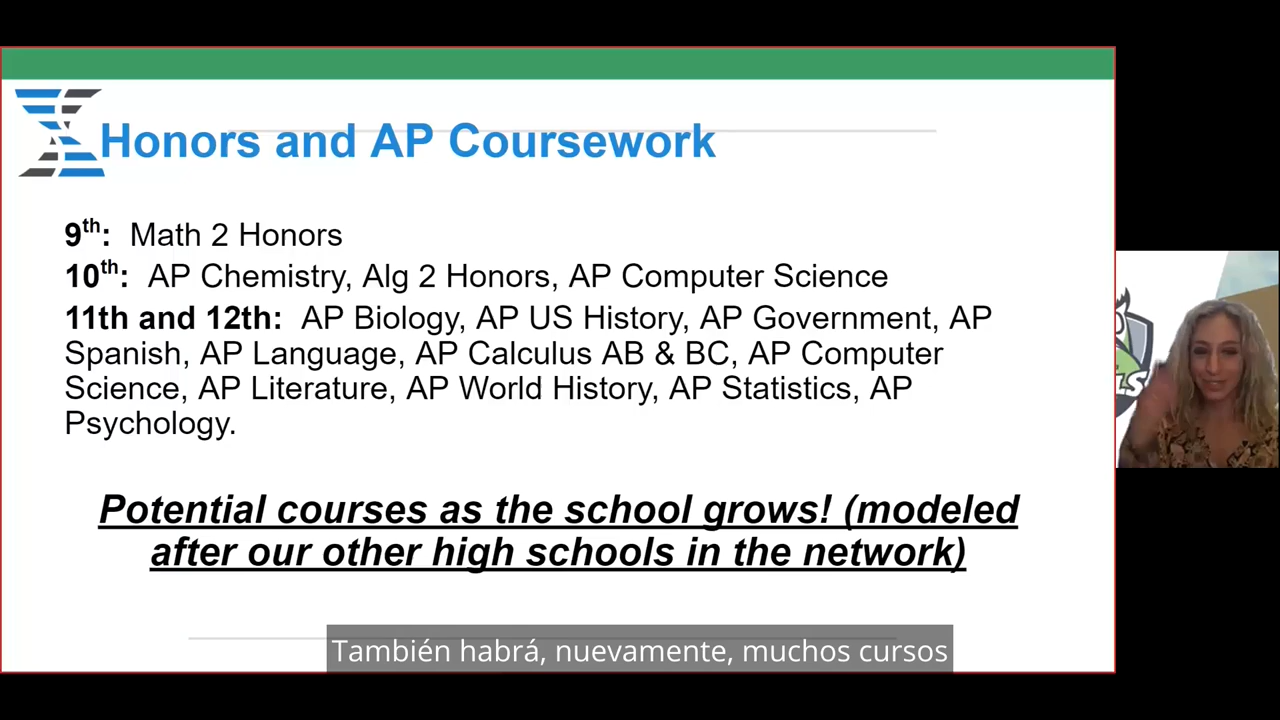 Honors and AP Coursework
9th: Math 2 Honors
10th: AP Chemistry, Alg 2 Honors, AP Computer Science
11th and 12th: AP Biology, AP US History, AP Government, AP
Spanish, AP Language, AP Calculus AB & BC, AP Computer
Science, AP Literature, AP World History, AP Statistics, AP
Psychology.
Potential courses as the school grows! (modeled
after our other high schools in the network)
También habrá, nuevamente, muchos cursos